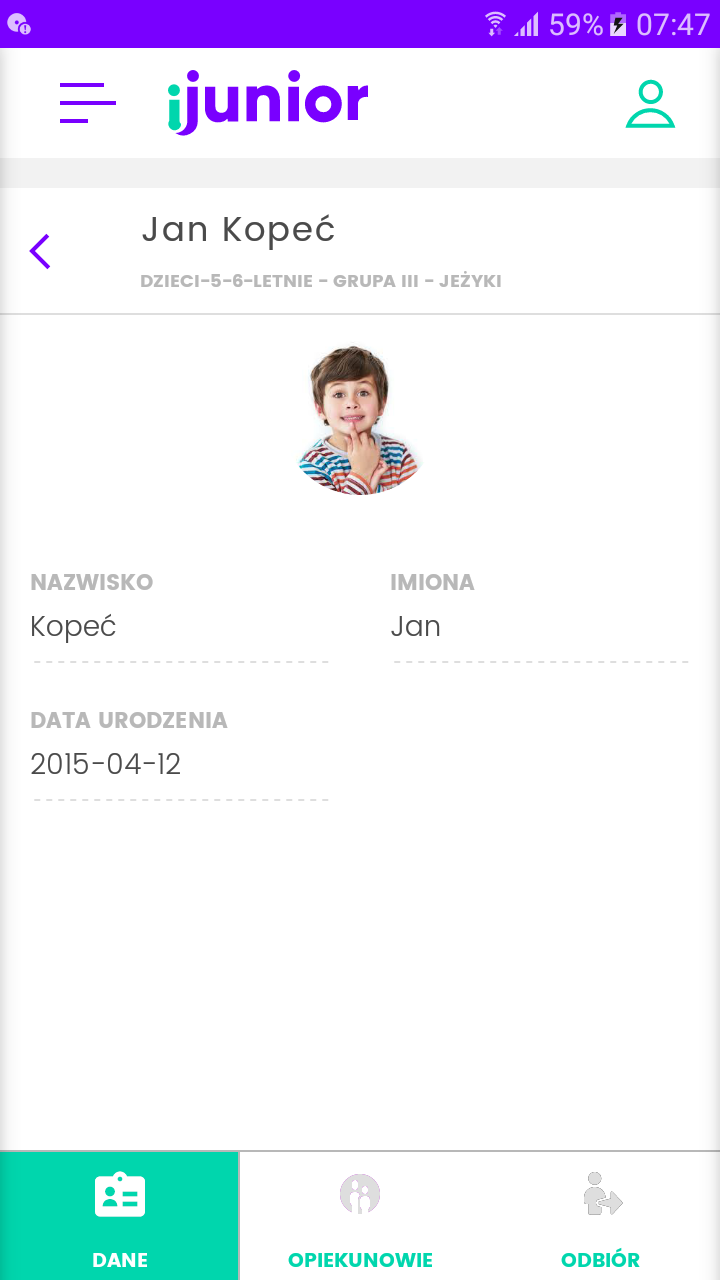 59% 07:47
ijunior
Jan Kopeć
DZIECI-5-6-LETNIE - GRUPA III - JEŻYKI
NAZWISKO IMIONA
Kopeć Jan
DATA URODZENIA
2015-04-12
DANE OPIEKUNOWIE ODBIÓR